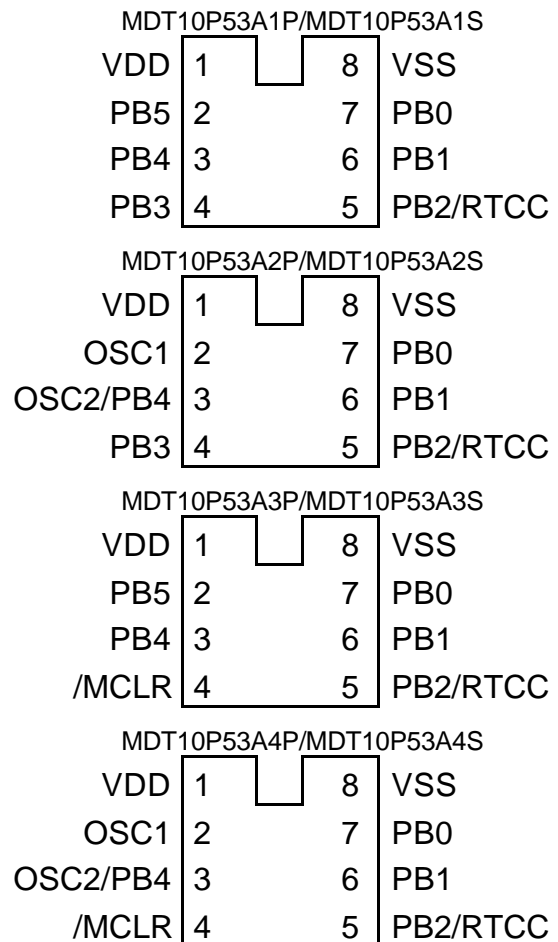 MDT10P53A1P/MDT10P53A1S
VDD 1 8 VSS
PB5 2 7 PB0
PB4 3 6 PB1
PB3 4 5 PB2/RTCC
MDT10P53A2P/MDT10P53A2S
VDD 1 8 VSS
OSC1 2 7 PB0
OSC2/PB4 3 6 PB1
PB3 4 5 PB2/RTCC
MDT10P53A3P/MDT10P53A3S
VDD 1 8 VSS
PB5 2 7 PB0
PB4 3 6 PB1
/MCLR 4 5 PB2/RTCC
MDT10P53A4P/MDT10P53A4S
VDD 1 8 VSS
OSC1 2 7 PB0
OSC2/PB4 3 6 PB1
/MCLR 4 5 PB2/RTCC